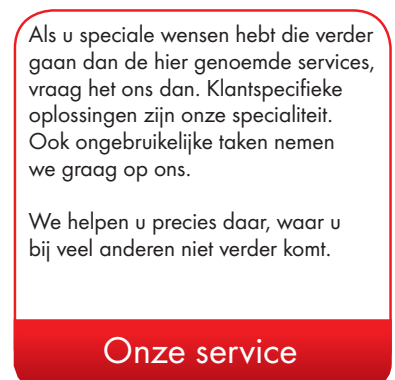 Als u speciale wensen hebt die verder
gaan dan de hier genoemde services,
vraag het ons dan. Klantspecifieke
oplossingen zijn onze specialiteit.
Ook ongebruikelijke taken nemen
we graag op ons.
We helpen u precies daar, waar u
bij veel anderen niet verder komt.
Onze service